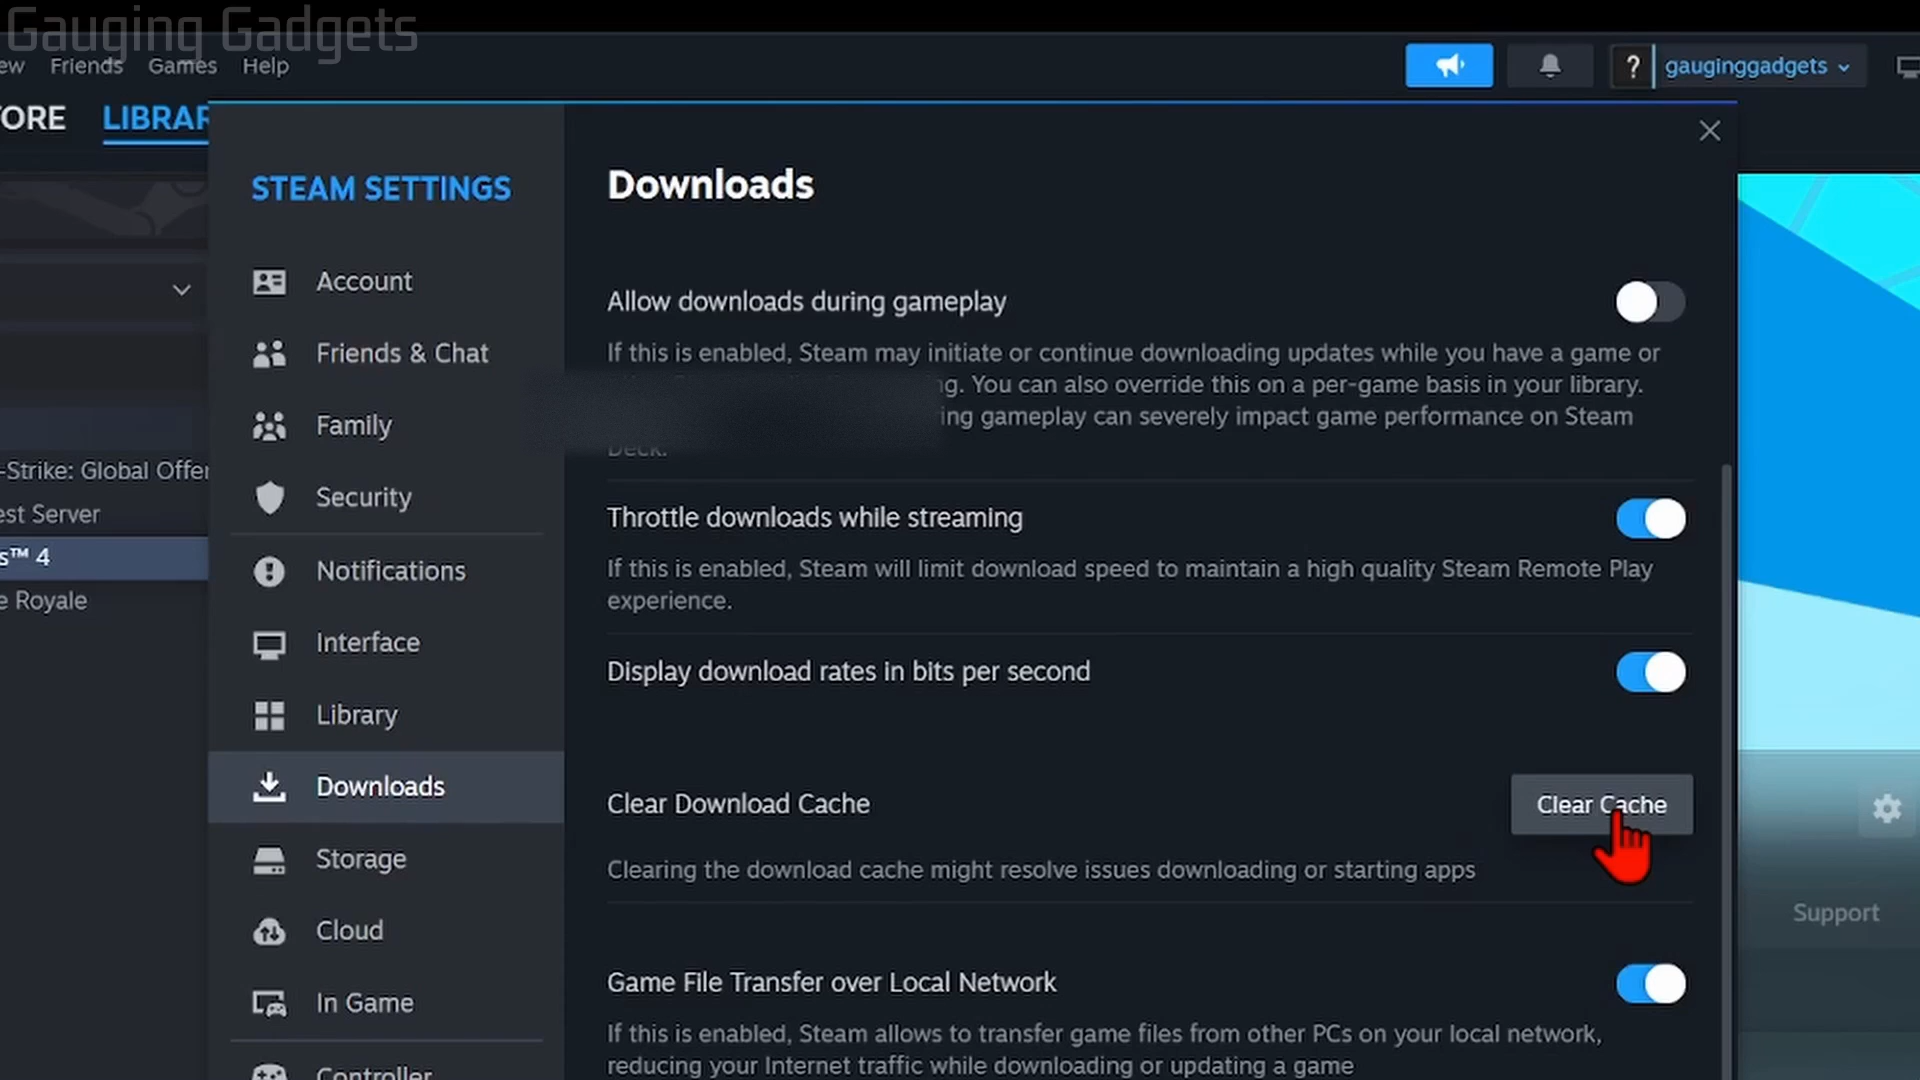 Gauging Gadgets
ew Friends Games Help
? gauginggadgets
ORE LIBRAR
STEAM SETTINGS
Account
Friends & Chat
Family
Security
Notifications
Interface
Library
Downloads
Storage
Cloud
In Game
Controller
-Strike: Global Offer
est Server
s™ 4
e Royale
Downloads
Allow downloads during gameplay
If this is enabled, Steam may initiate or continue downloading updates while you have a game or
ng. You can also override this on a per-game basis in your library.
ing gameplay can severely impact game performance on Steam
Deck.
Throttle downloads while streaming
If this is enabled, Steam will limit download speed to maintain a high quality Steam Remote Play
experience.
Display download rates in bits per second
Clear Download Cache
Clear Cache
Clearing the download cache might resolve issues downloading or starting apps
Game File Transfer over Local Network
If this is enabled, Steam allows to transfer game files from other PCs on your local network,
reducing your Internet traffic while downloading or updating a game
Support